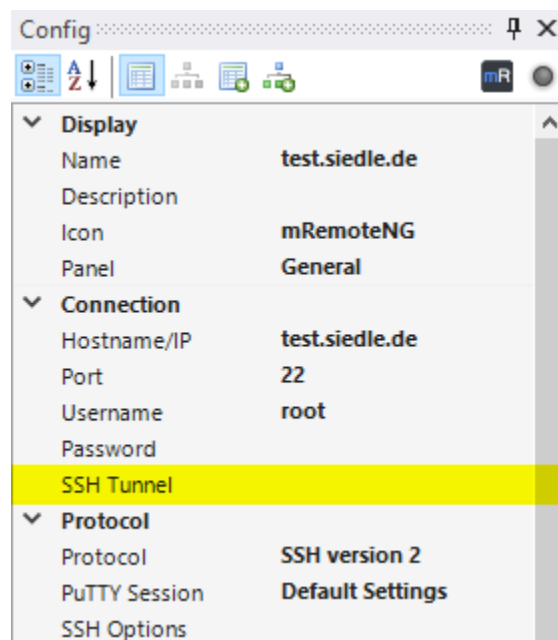 Config
A
Z
mR
Display
Name test.siedle.de
Description
Icon mRemoteNG
Panel General
Connection
Hostname/IP test.siedle.de
Port 22
Username root
Password
SSH Tunnel
Protocol
Protocol SSH version 2
PuTTY Session Default Settings
SSH Options